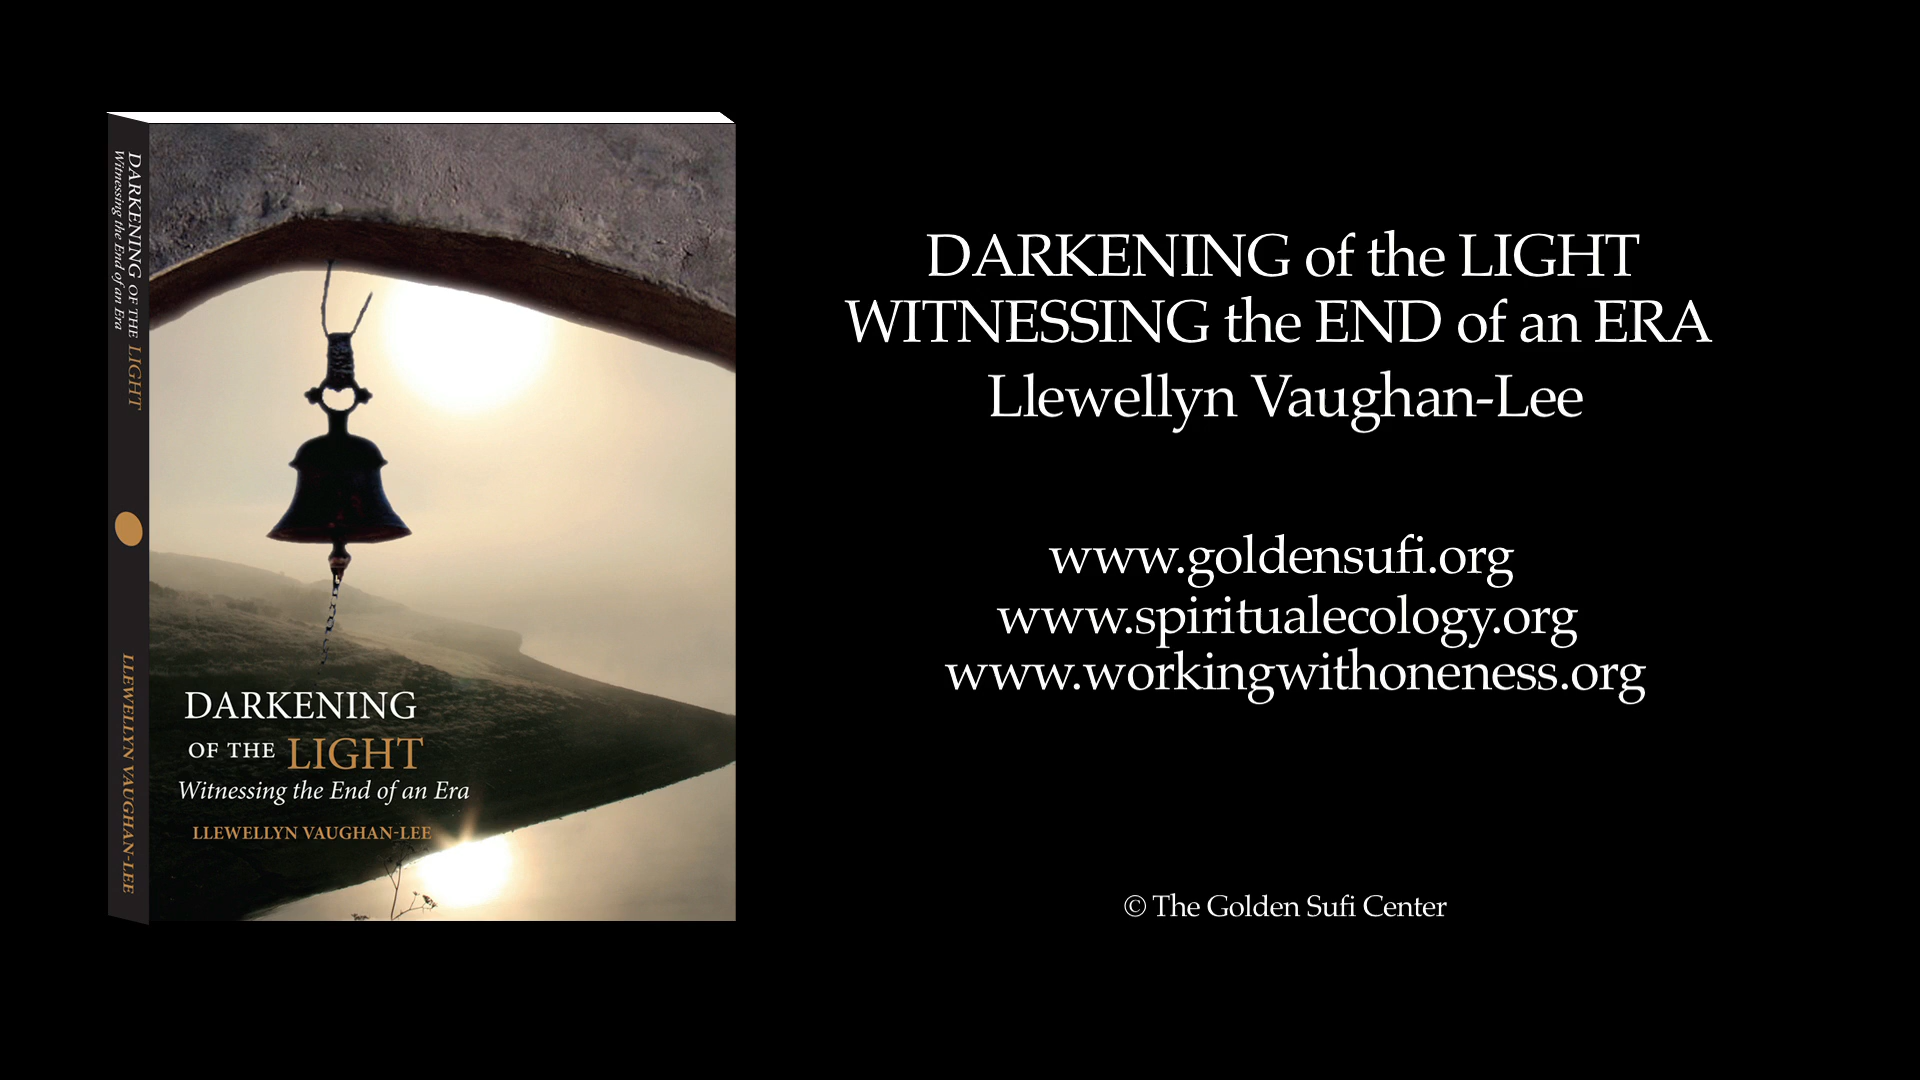 DARKENING OF THE LIGHT
Witnessing the End of an Era
LLEWELLYN VAUGHAN-LEE
DARKENING
OF THE LIGHT
Witnessing the End of an Era
LLEWELLYN VAUGHAN-LEE
DARKENING of the LIGHT
WITNESSING the END of an ERA
Llewellyn Vaughan-Lee
www.goldensufi.org
www.spiritualecology.org
www.workingwithoneness.org
© The Golden Sufi Center